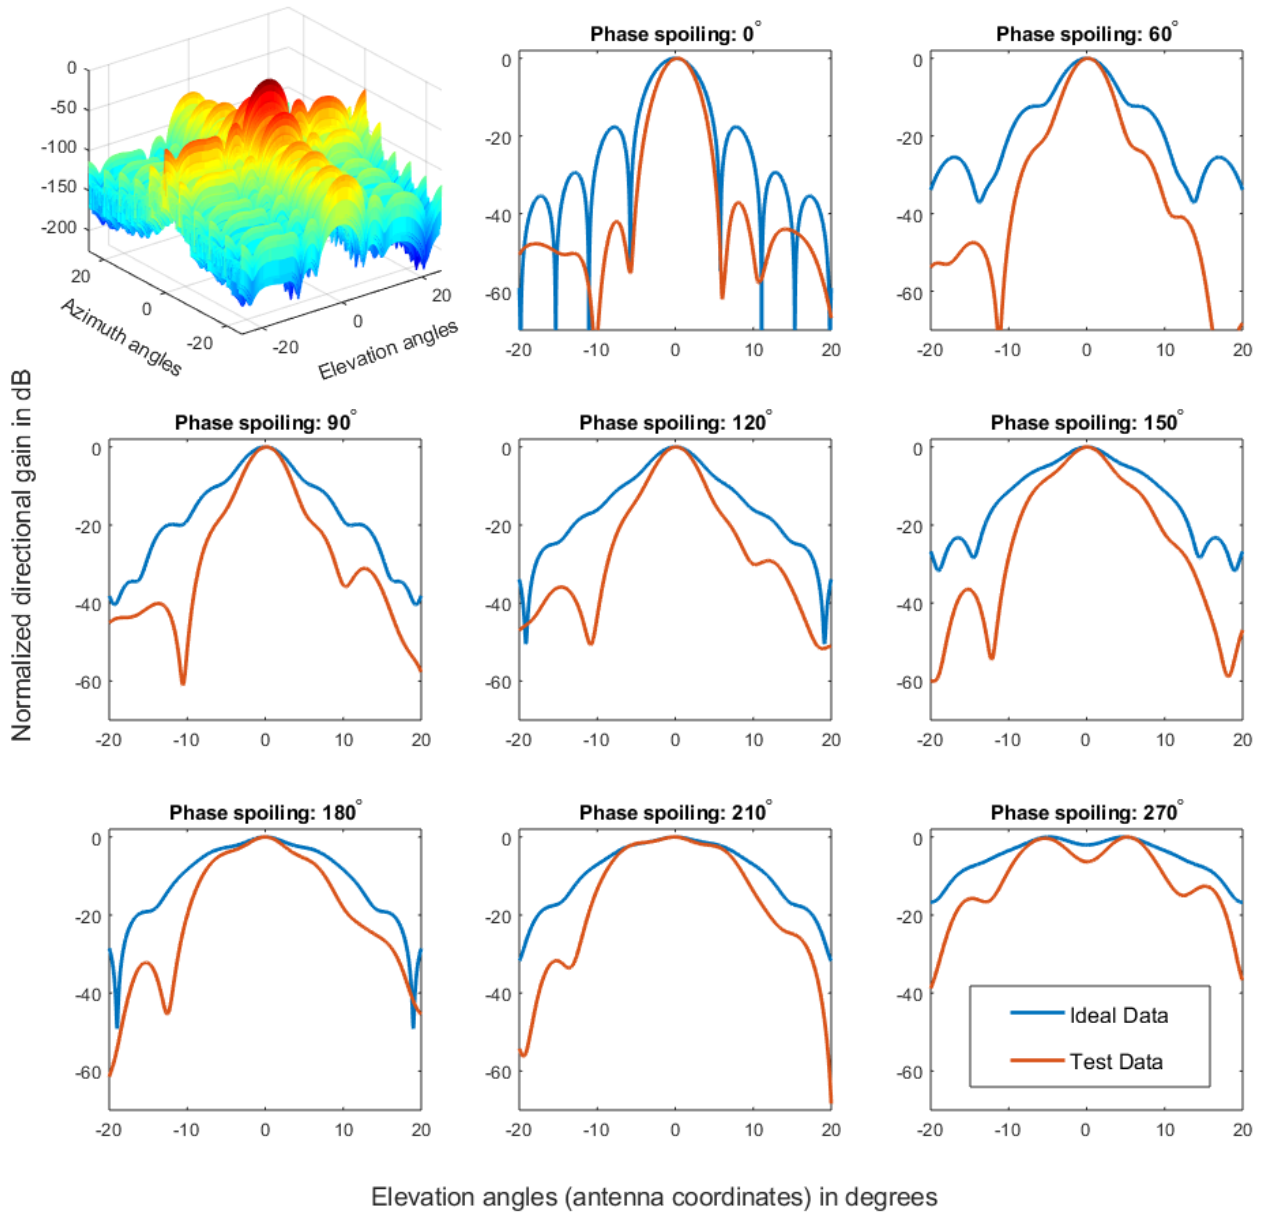 Phase spoiling: 0°
Phase spoiling: 60°
0
-50
-100
-150
-200
20
0
-20
Azimuth angles
-20
0
20
Elevation angles
0
-20
-40
-60
-20 -10 0 10 20
0
-20
-40
-60
-20 -10 0 10 20
Normalized directional gain in dB
Phase spoiling: 90°
Phase spoiling: 120°
Phase spoiling: 150°
0
-20
-40
-60
-20 -10 0 10 20
0
-20
-40
-60
-20 -10 0 10 20
0
-20
-40
-60
-20 -10 0 10 20
Phase spoiling: 180°
Phase spoiling: 210°
Phase spoiling: 270°
0
-20
-40
-60
-20 -10 0 10 20
0
-20
-40
-60
-20 -10 0 10 20
0
-20
-40
-60
-20 -10 0 10 20
Ideal Data
Test Data
Elevation angles (antenna coordinates) in degrees